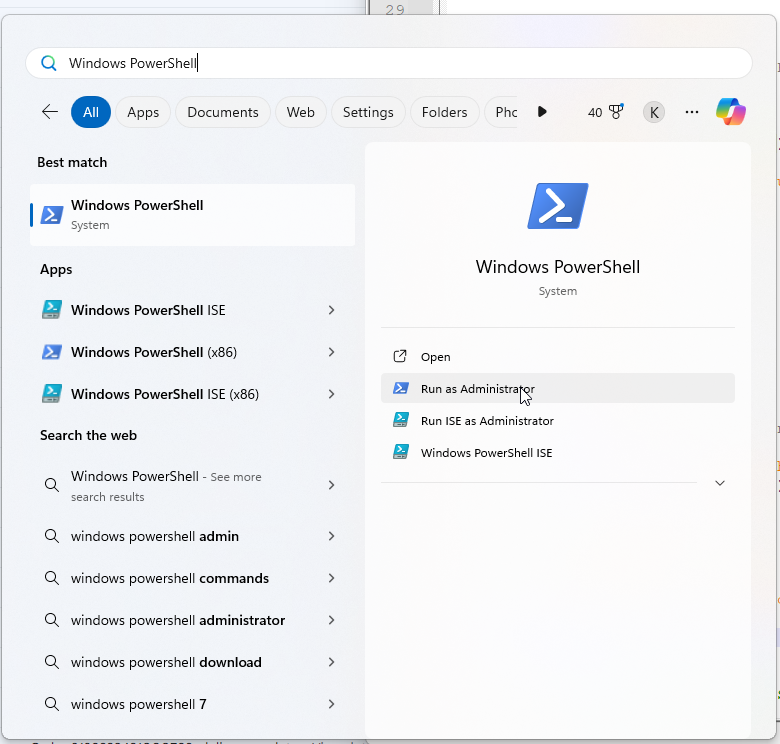 29
Windows PowerShell
All Apps Documents Web Settings Folders Pho 40 K
Best match
Windows PowerShell
System
Apps
Windows PowerShell ISE
Windows PowerShell (x86)
Windows PowerShell ISE (x86)
Search the web
Windows PowerShell - See more
search results
windows powershell admin
windows powershell commands
windows powershell administrator
windows powershell download
windows powershell 7
Windows PowerShell
System
Open
Run as Administrator
Run ISE as Administrator
Windows PowerShell ISE